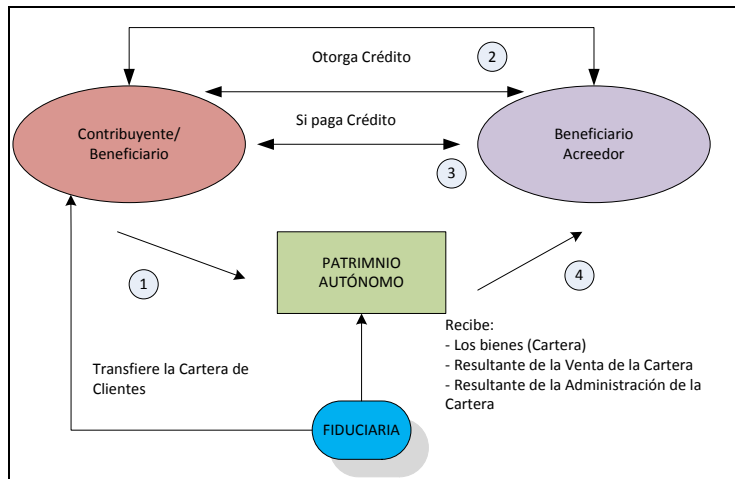 Otorga Crédito
2
Contribuyente/
Beneficiario
Si paga Crédito
Beneficiario
Acreedor
3
1
PATRIMNIO
AUTÓNOMO
4
Transfiere la Cartera de
Clientes
Recibe:
- Los bienes (Cartera)
- Resultante de la Venta de la Cartera
- Resultante de la Administración de la
Cartera
FIDUCIARIA